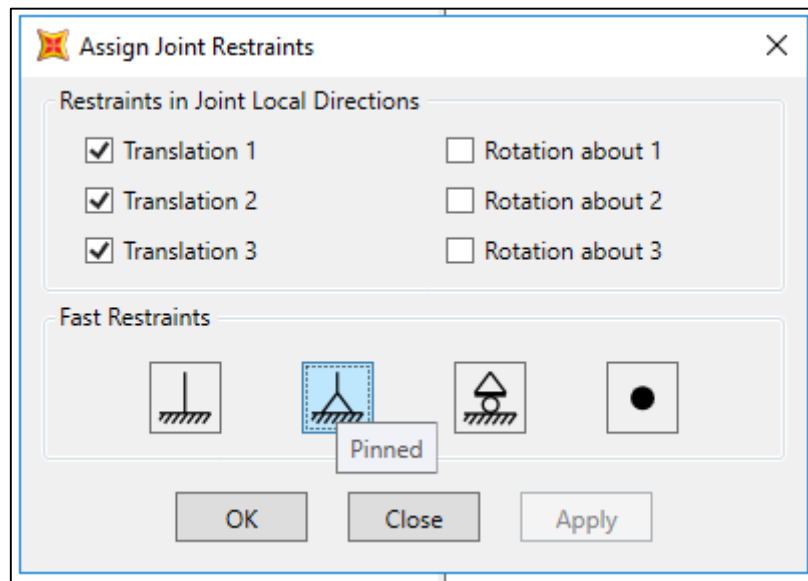 Assign Joint Restraints
Restraints in Joint Local Directions
Translation 1
Rotation about 1
Translation 2
Rotation about 2
Translation 3
Rotation about 3
Fast Restraints
Pinned
OK
Close
Apply